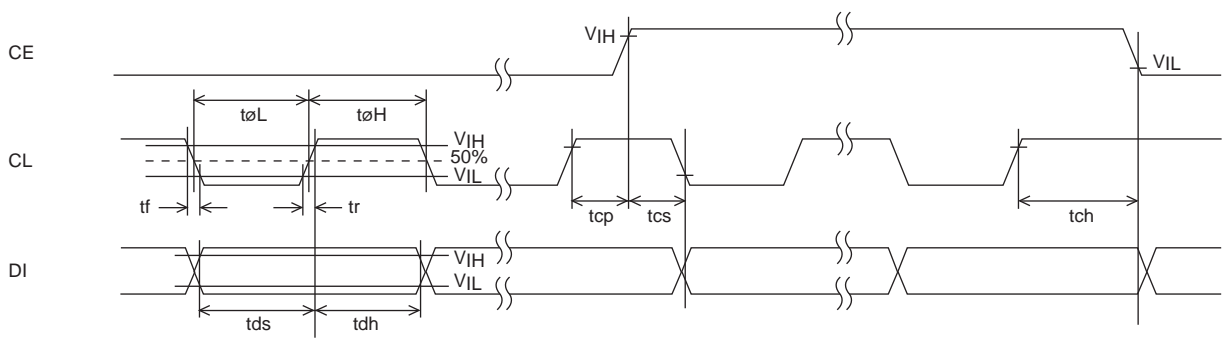 CE
VIH
VIL
tøL
tøH
CL
VIH
50%
VIL
tf
tr
tcp
tcs
tch
DI
VIH
VIL
tds
tdh